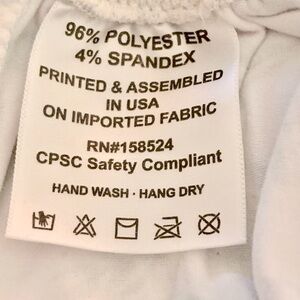 96% POLYESTER
4% SPANDEX
PRINTED & ASSEMBLED
IN USA
ON IMPORTED FABRIC
RN#158524
CPSC Safety Compliant
HAND WASH · HANG DRY